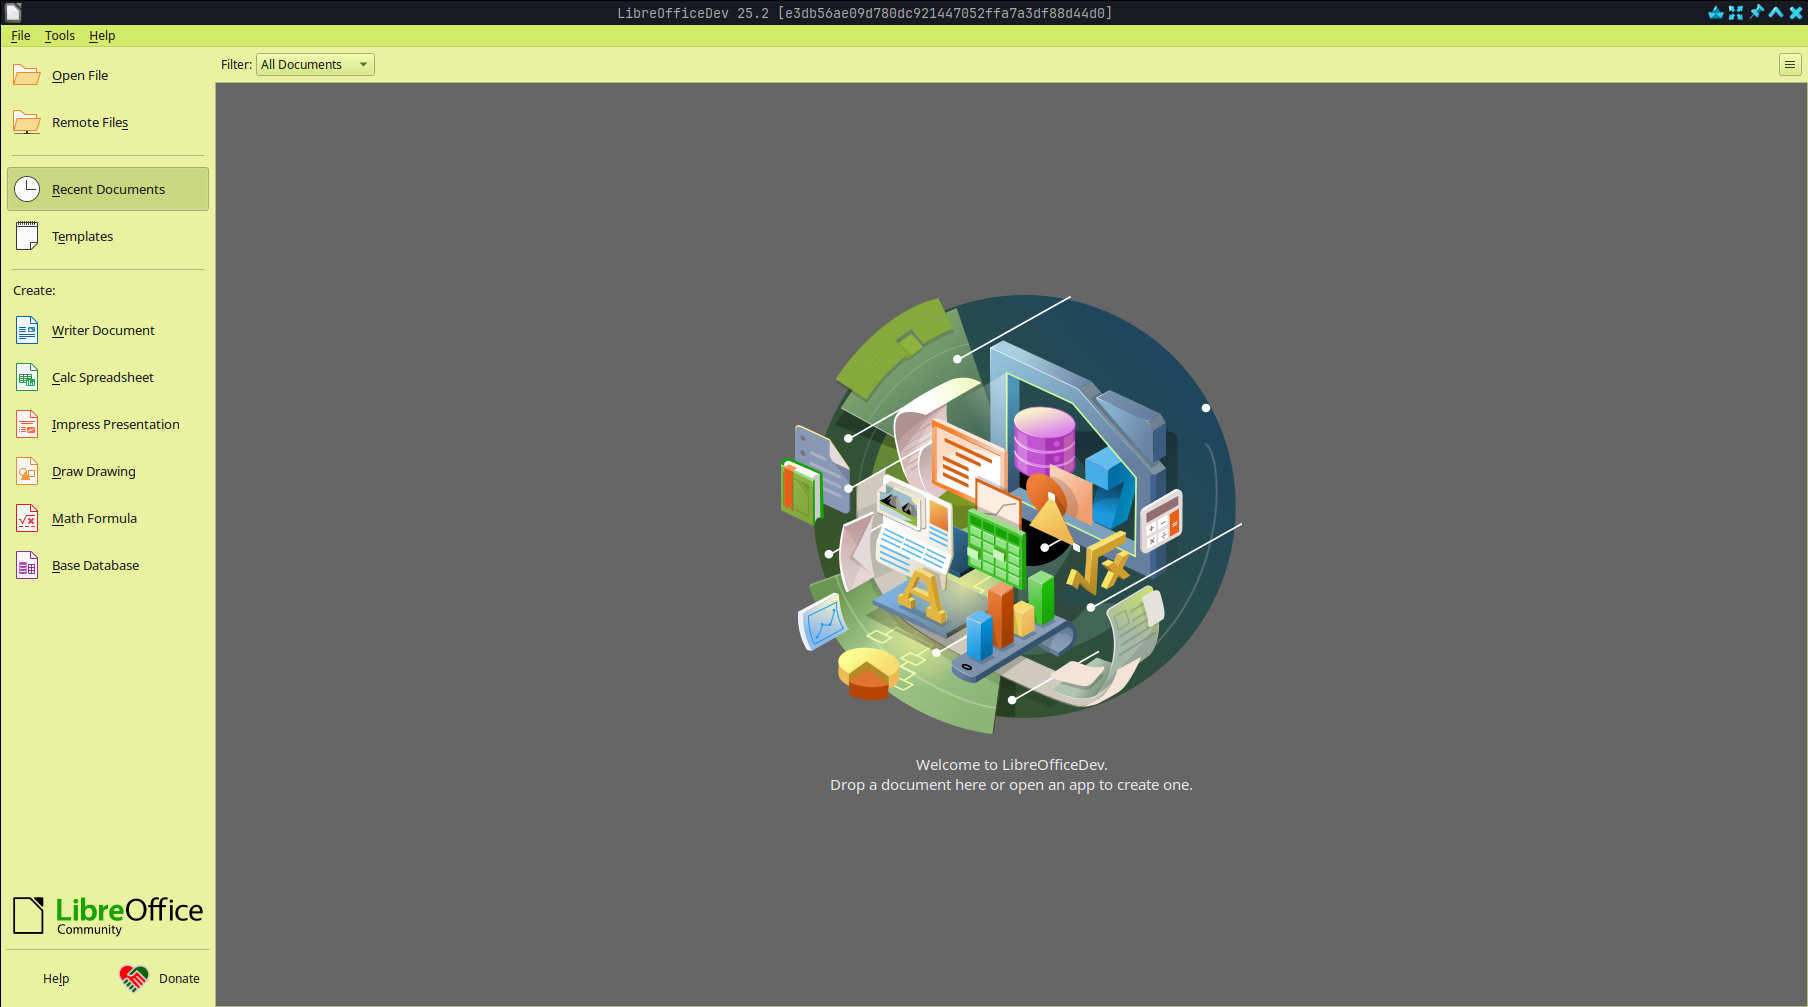 LibreOfficeDev 25.2 [e3db56ae09d780dc921447052ffa7a3df88d44d0]
File Tools Help
Filter: All Documents
Open File
Remote Files
Recent Documents
Templates
Create:
Writer Document
Calc Spreadsheet
Impress Presentation
Draw Drawing
Math Formula
Base Database
Welcome to LibreOfficeDev.
Drop a document here or open an app to create one.
LibreOffice
Community
Help Donate